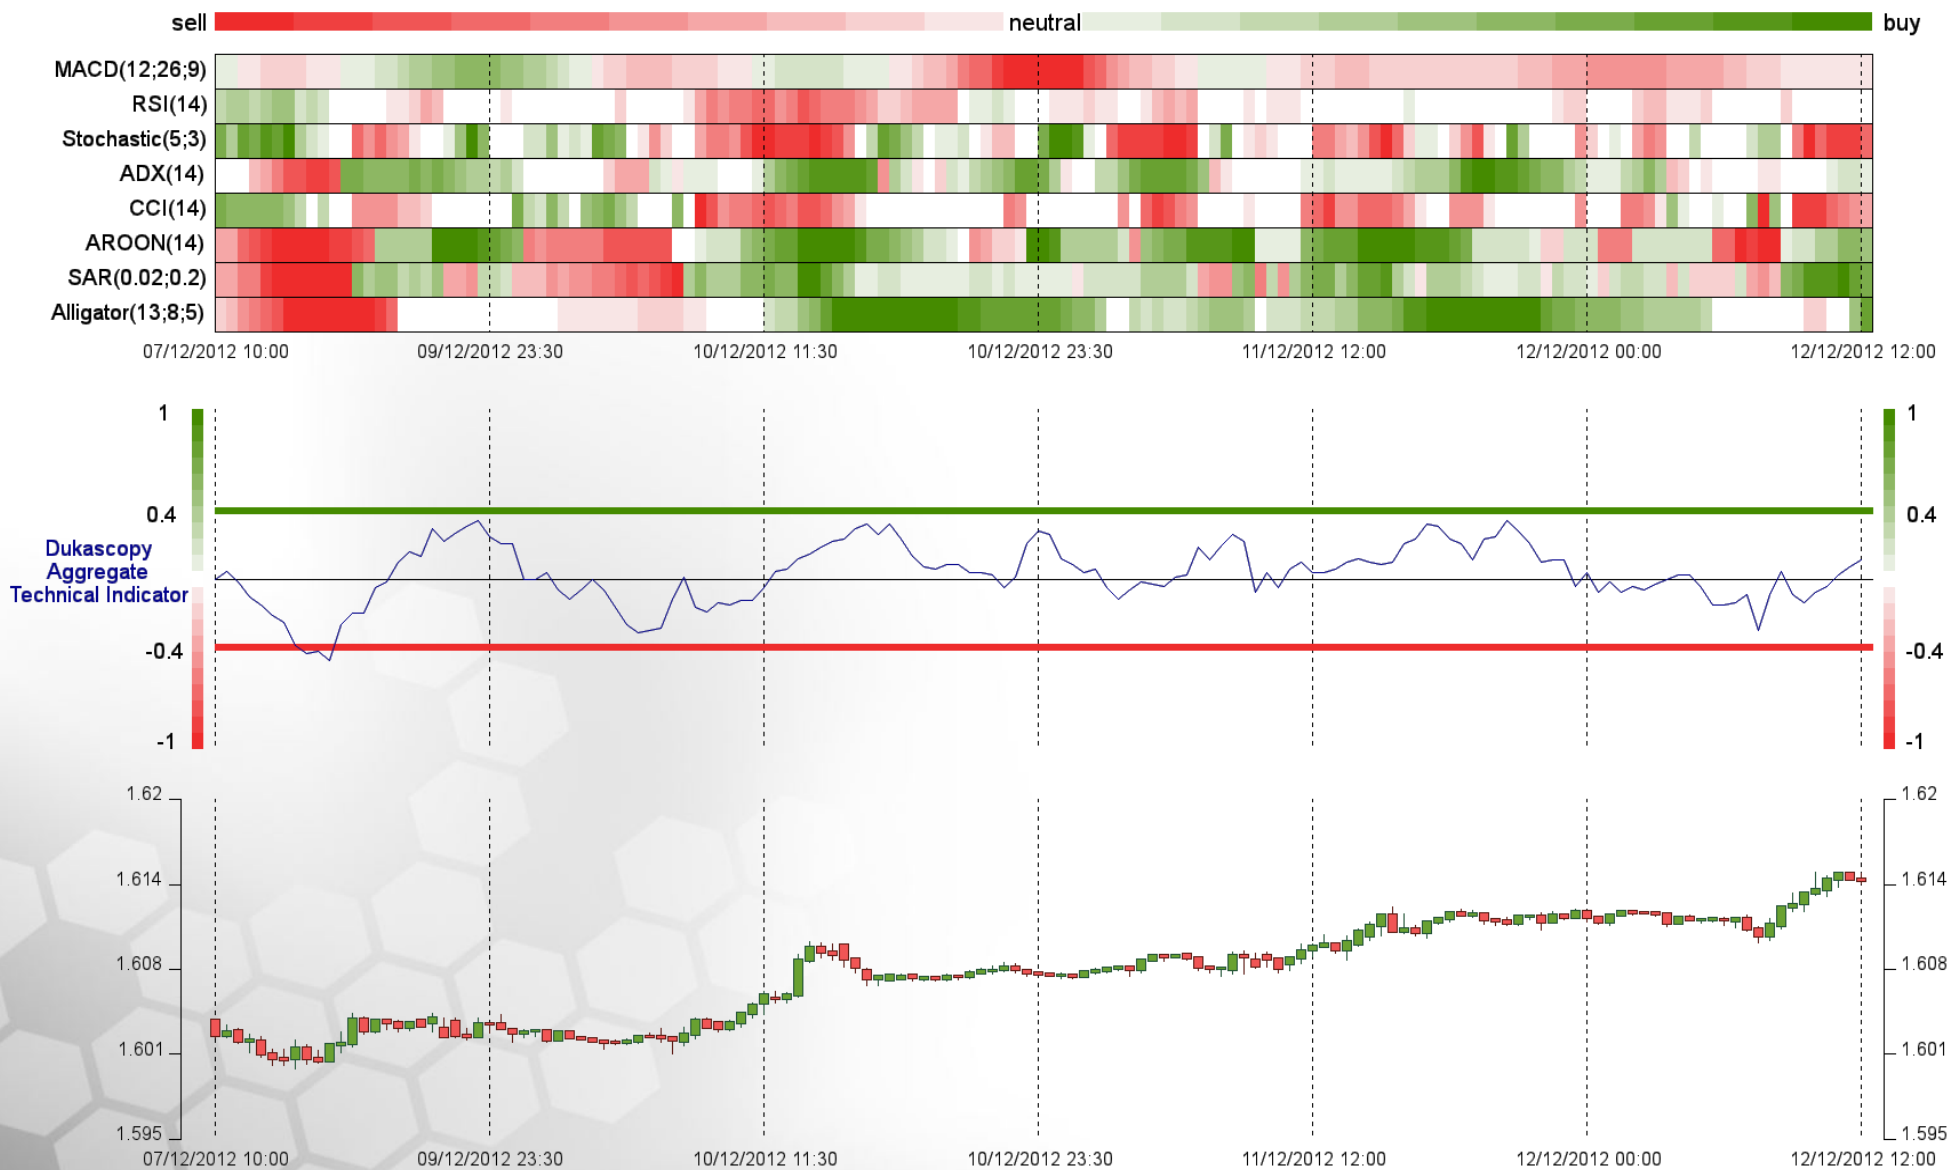 sell neutral buy
MACD(12;26;9)
RSI(14)
Stochastic(5;3)
ADX(14)
CCI(14)
AROON(14)
SAR(0.02;0.2)
Alligator(13;8;5)
07/12/2012 10:00 09/12/2012 23:30 10/12/2012 11:30 10/12/2012 23:30 11/12/2012 12:00 12/12/2012 00:00 12/12/2012 12:00
1 1
0.4 0.4
Dukascopy
Aggregate
Technical Indicator
-0.4 -0.4
-1 -1
1.62 1.62
1.614 1.614
1.608 1.608
1.601 1.601
1.595 1.595
07/12/2012 10:00 09/12/2012 23:30 10/12/2012 11:30 10/12/2012 23:30 11/12/2012 12:00 12/12/2012 00:00 12/12/2012 12:00